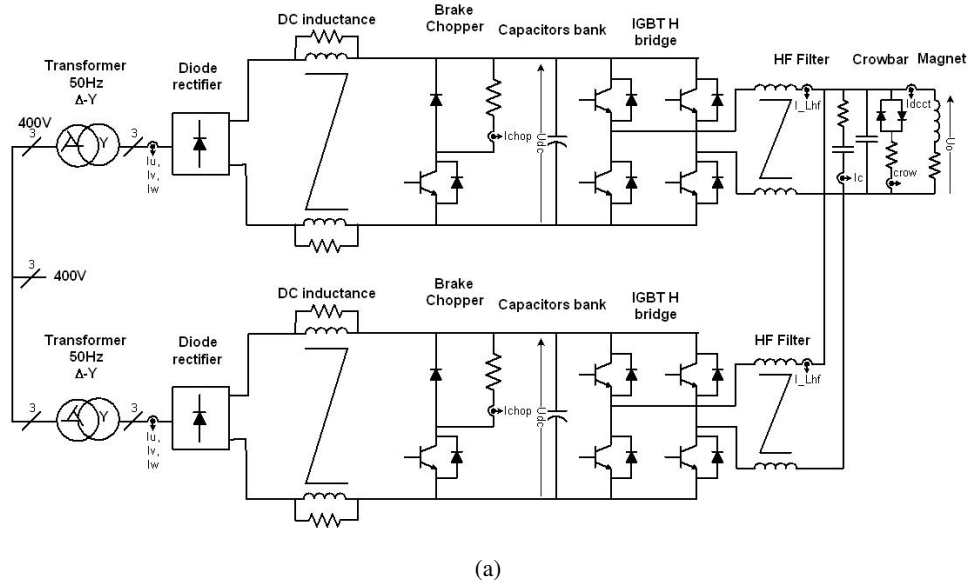 DC inductance
Brake
Chopper
Capacitors bank
IGBT H
bridge
HF Filter
Crowbar
Magnet
Transformer
50Hz
Δ-Y
Diode
rectifier
400V
3
3
Y
Iu,
Iv,
Iw
Ichop
Udc
I_Lhf
Idcct
Ic
Icrow
Uo
3
400V
DC inductance
Brake
Chopper
Capacitors bank
IGBT H
bridge
HF Filter
Transformer
50Hz
Δ-Y
Diode
rectifier
3
3
Y
Iu,
Iv,
Iw
Ichop
Udc
I_Lhf
(a)